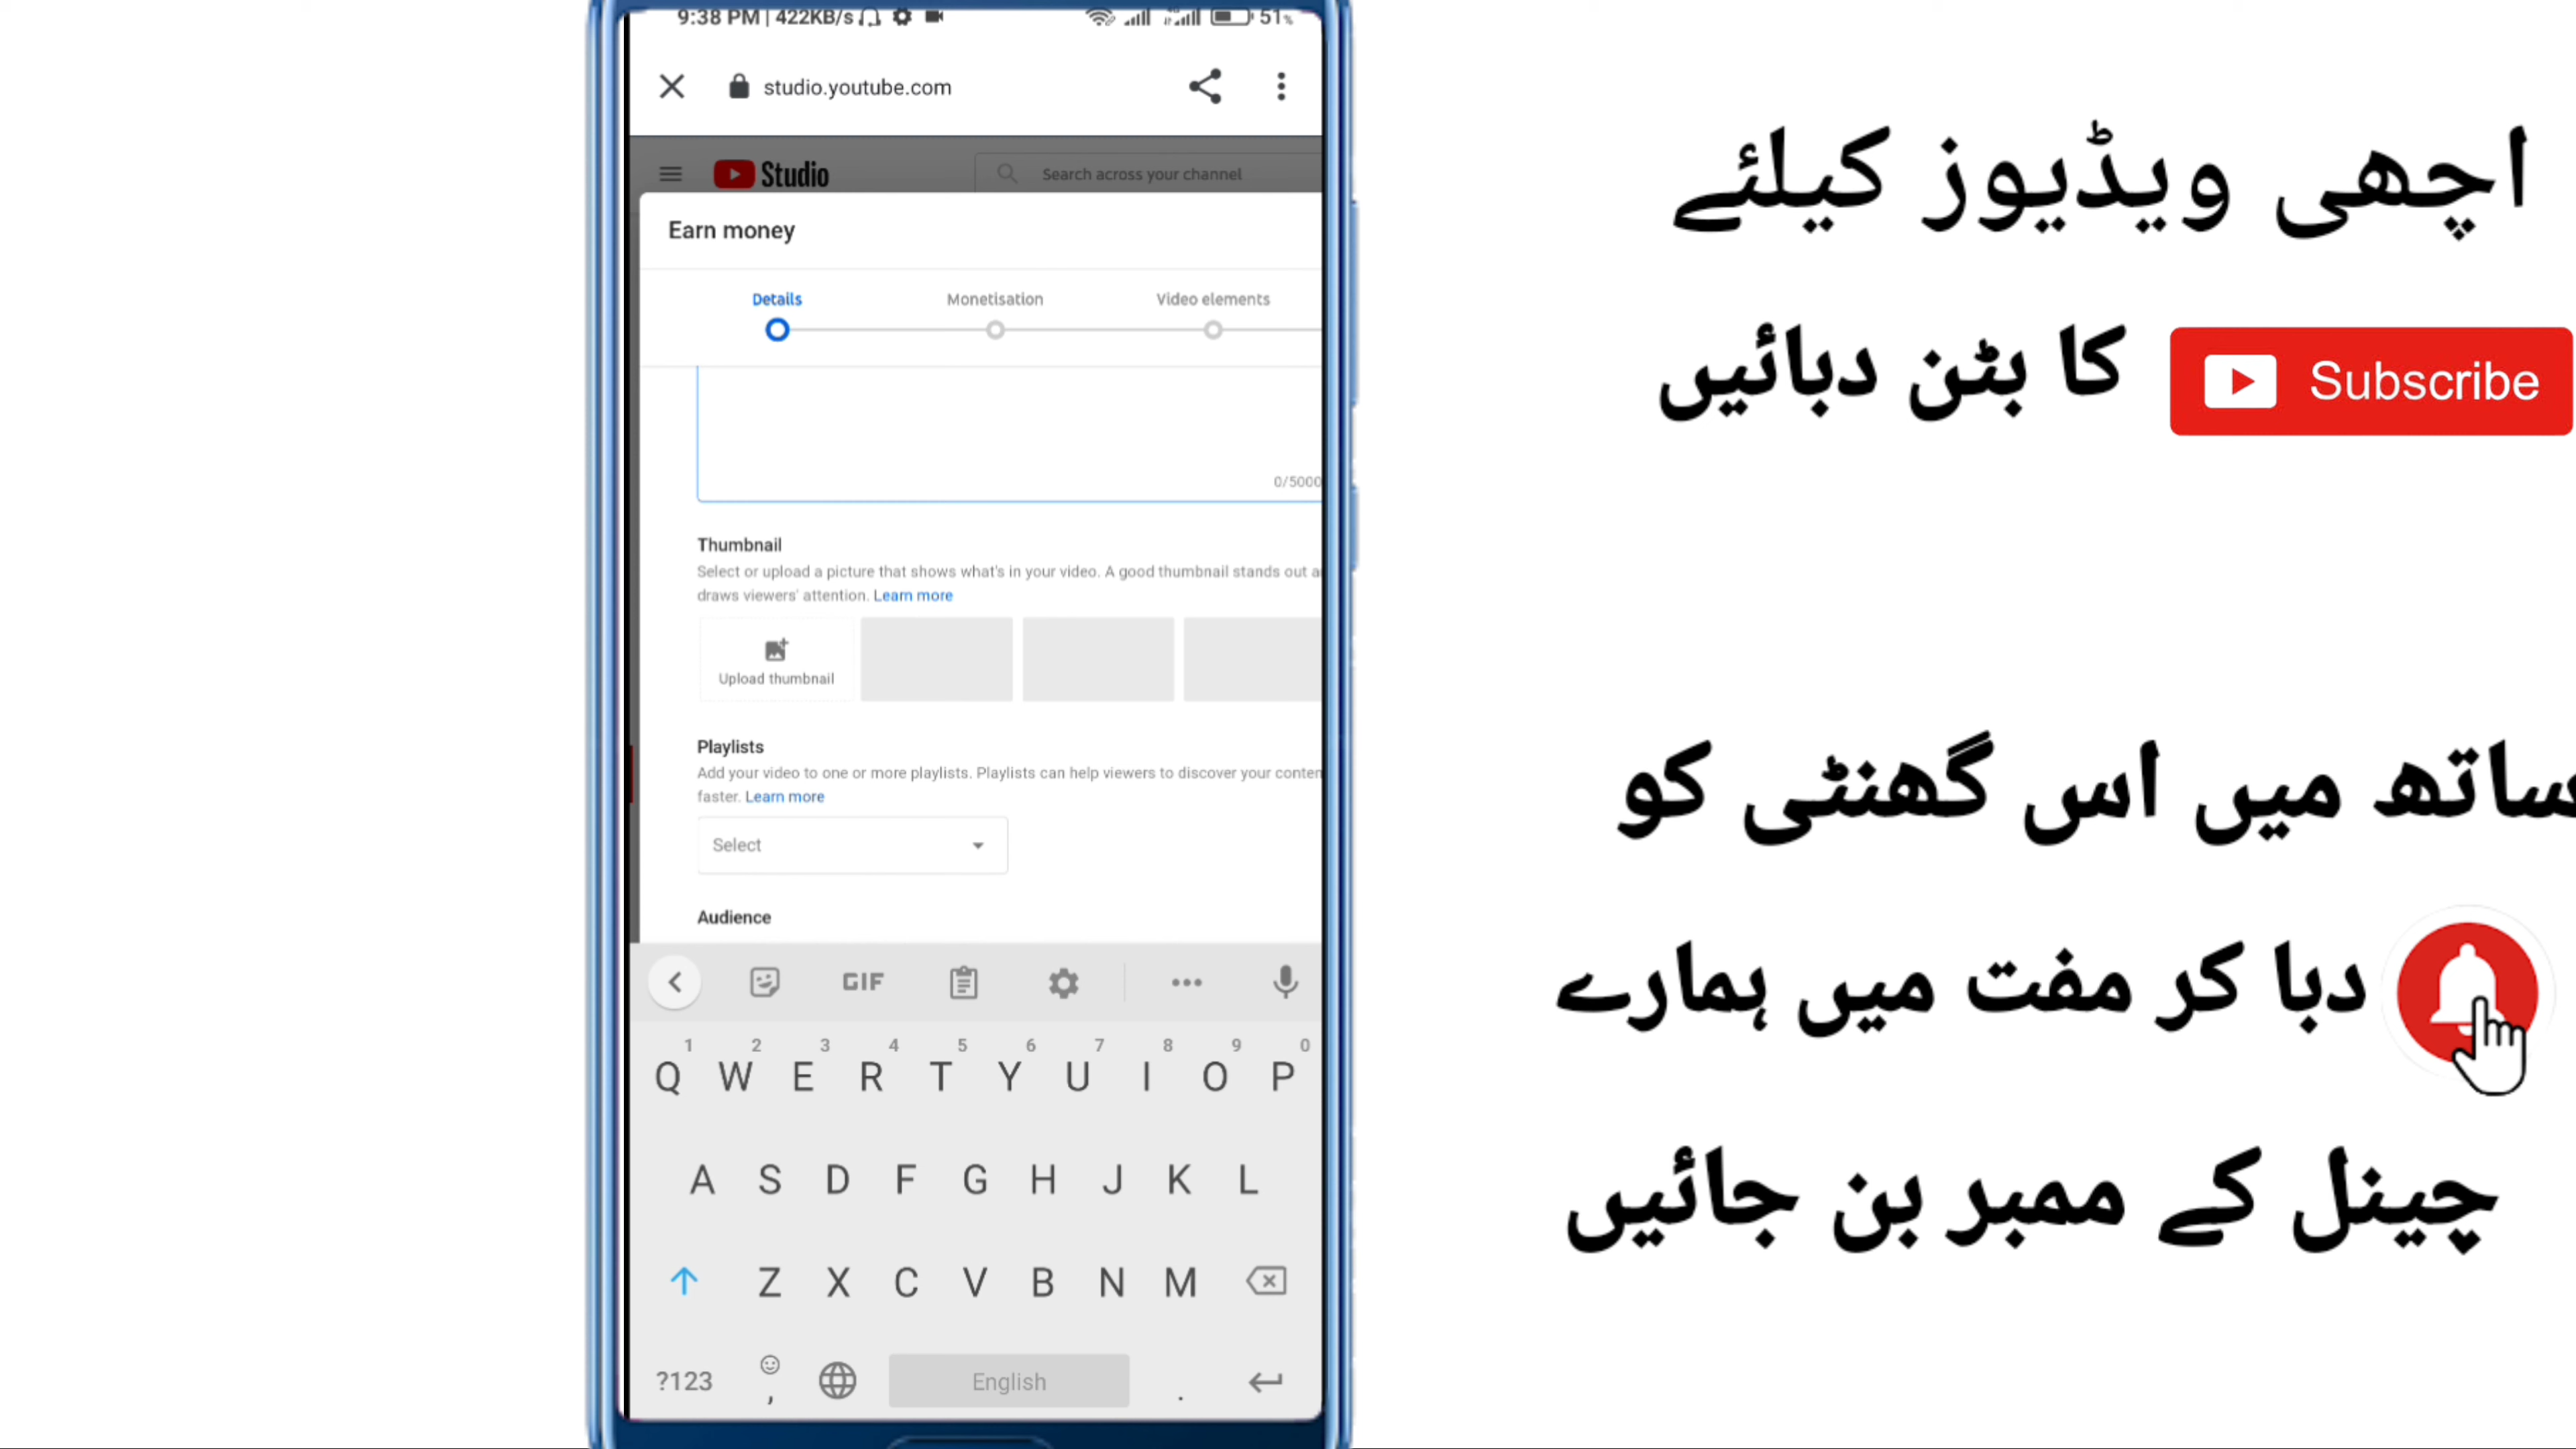 9:38 PM | 422KB/s
51%
studio.youtube.com
Studio
Search across your channel
Earn money
Details
Monetisation
Video elements
0/5000
Thumbnail
Select or upload a picture that shows what's in your video. A good thumbnail stands out
draws viewers' attention. Learn more
Upload thumbnail
Playlists
Add your video to one or more playlists. Playlists can help viewers to discover your conten
faster. Learn more
Select
Audience
GIF
1 2 3 4 5 6 7 8 9 0
Q W E R T Y U I O P
A S D F G H J K L
Z X C V B N M
?123 , English .
اچھی ویڈیوز کیلئے
Subscribe کا بٹن دبائیں
ساتھ میں اس گھنٹی کو
دبا کر مفت میں ہمارے
چینل کے ممبر بن جائیں